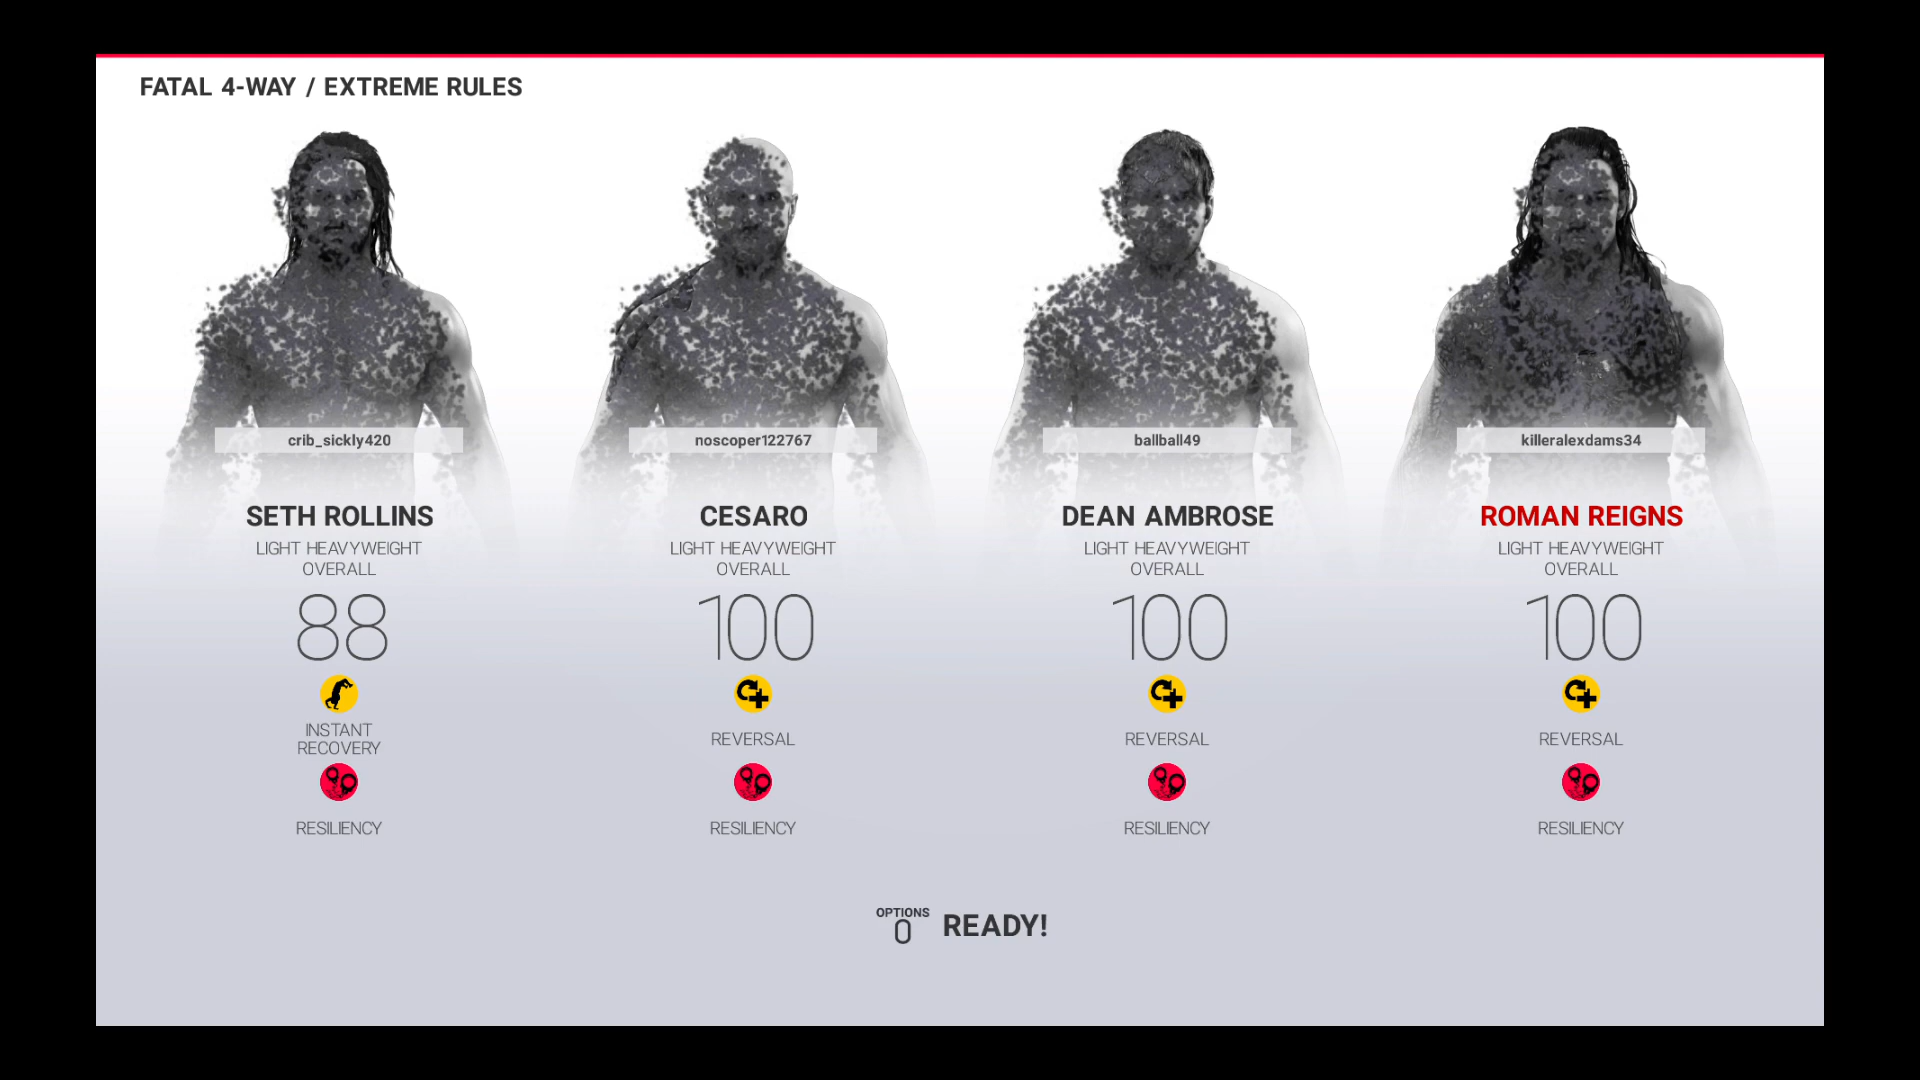 FATAL 4-WAY / EXTREME RULES
crib_sickly420
noscoper122767
ballball49
killeralexdams34
SETH ROLLINS
LIGHT HEAVYWEIGHT
OVERALL
88
INSTANT
RECOVERY
RESILIENCY
CESARO
LIGHT HEAVYWEIGHT
OVERALL
100
REVERSAL
RESILIENCY
DEAN AMBROSE
LIGHT HEAVYWEIGHT
OVERALL
100
REVERSAL
RESILIENCY
ROMAN REIGNS
LIGHT HEAVYWEIGHT
OVERALL
100
REVERSAL
RESILIENCY
OPTIONS
READY!